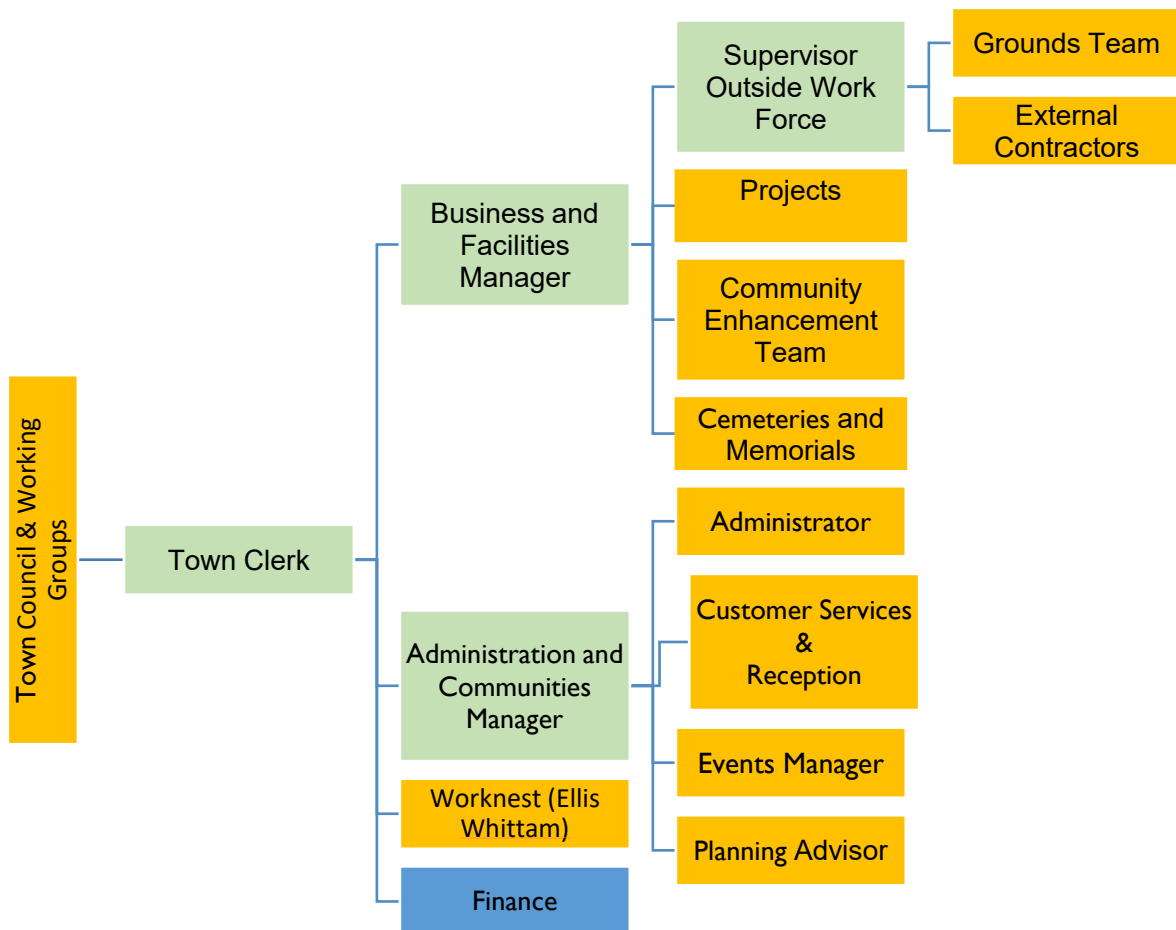 Town Council & Working
Groups
Town Clerk
Business and
Facilities
Manager
Supervisor
Outside Work
Force
Grounds Team
External
Contractors
Projects
Community
Enhancement
Team
Cemeteries and
Memorials
Administration and
Communities
Manager
Administrator
Customer Services
&
Reception
Events Manager
Planning Advisor
Worknest (Ellis
Whittam)
Finance